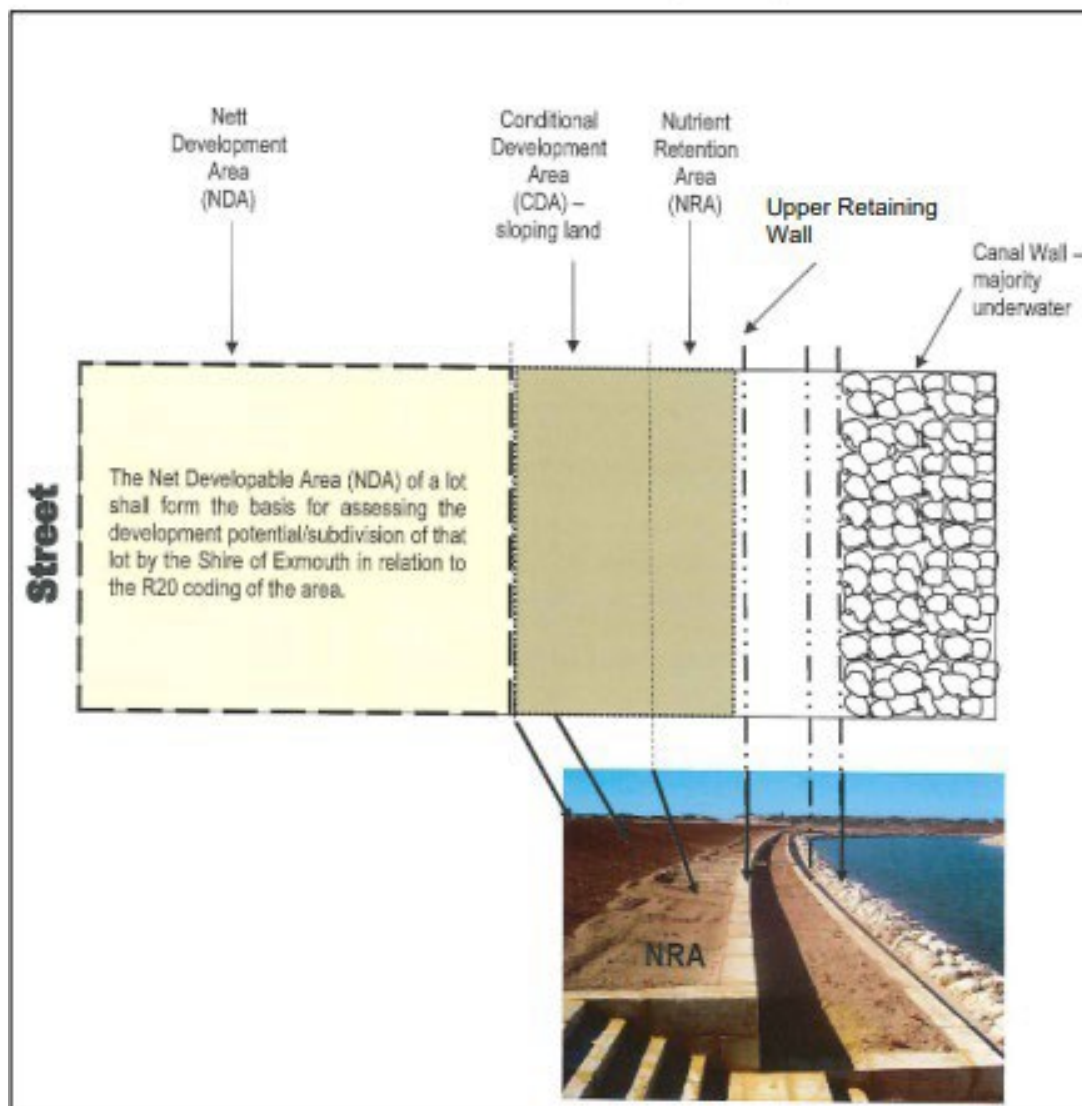 Nett
Development
Area
(NDA)
Conditional
Development
Area
(CDA) –
sloping land
Nutrient
Retention
Area
(NRA)
Upper Retaining
Wall
Canal Wall –
majority
underwater
Street
The Net Developable Area (NDA) of a lot
shall form the basis for assessing the
development potential/subdivision of that
lot by the Shire of Exmouth in relation to
the R20 coding of the area.
NRA